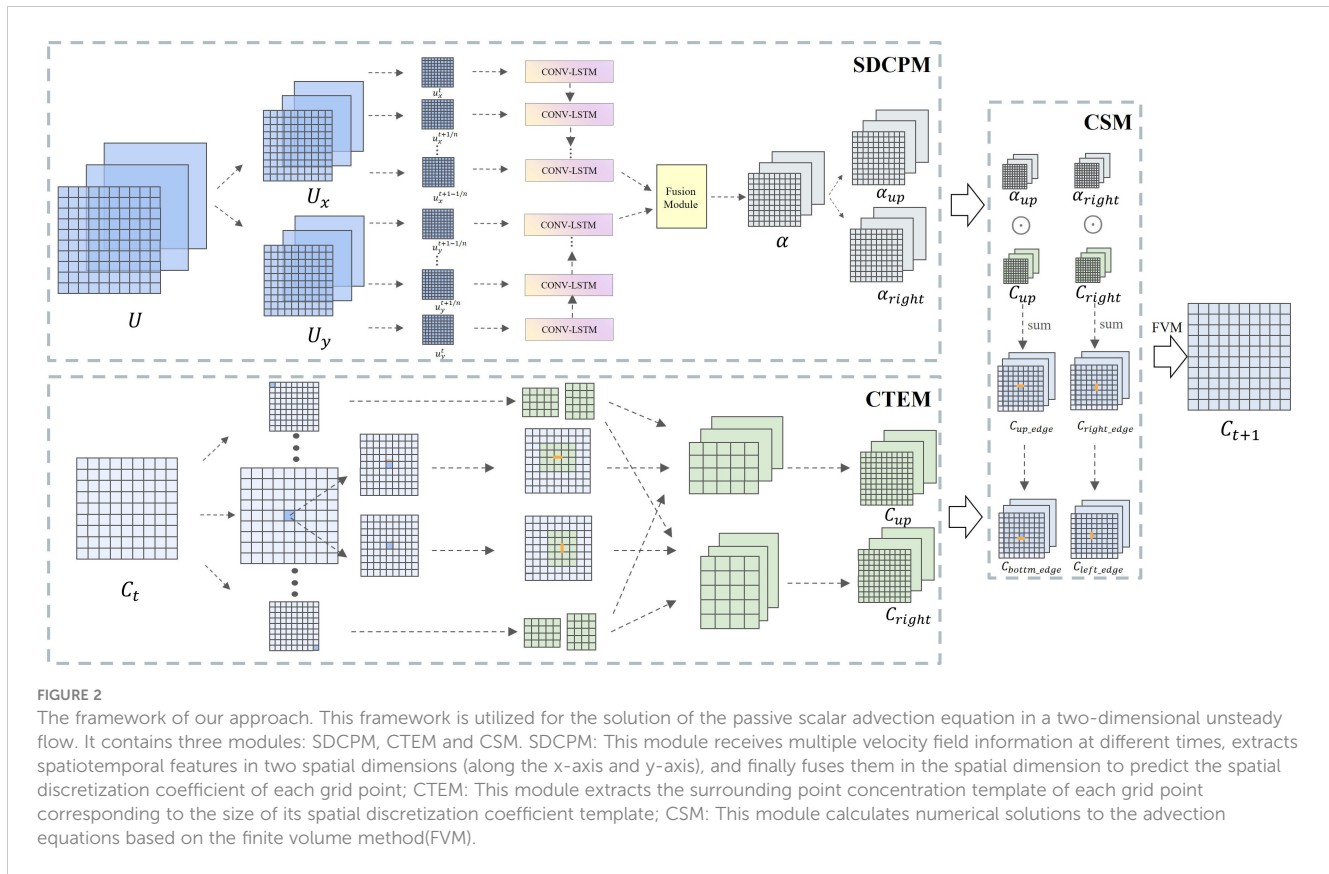 SDCPM
CONV-LSTM
u_x^t
CONV-LSTM
u_x^{t+1/n}
CONV-LSTM
U_x
u_x^{t+1-1/n}
Fusion
Module
α_up
CONV-LSTM
u_y^{t+1-1/n}
α
CONV-LSTM
u_y^{t+1/n}
α_right
U
U_y
CONV-LSTM
u_y^t
CSM
α_up
α_right
C_up
C_right
sum
sum
C_up_edge
C_right_edge
C_bottm_edge
C_left_edge
FVM
C_{t+1}
CTEM
C_t
C_up
C_right
FIGURE 2
The framework of our approach. This framework is utilized for the solution of the passive scalar advection equation in a two-dimensional unsteady
flow. It contains three modules: SDCPM, CTEM and CSM. SDCPM: This module receives multiple velocity field information at different times, extracts
spatiotemporal features in two spatial dimensions (along the x-axis and y-axis), and finally fuses them in the spatial dimension to predict the spatial
discretization coefficient of each grid point; CTEM: This module extracts the surrounding point concentration template of each grid point
corresponding to the size of its spatial discretization coefficient template; CSM: This module calculates numerical solutions to the advection
equations based on the finite volume method(FVM).